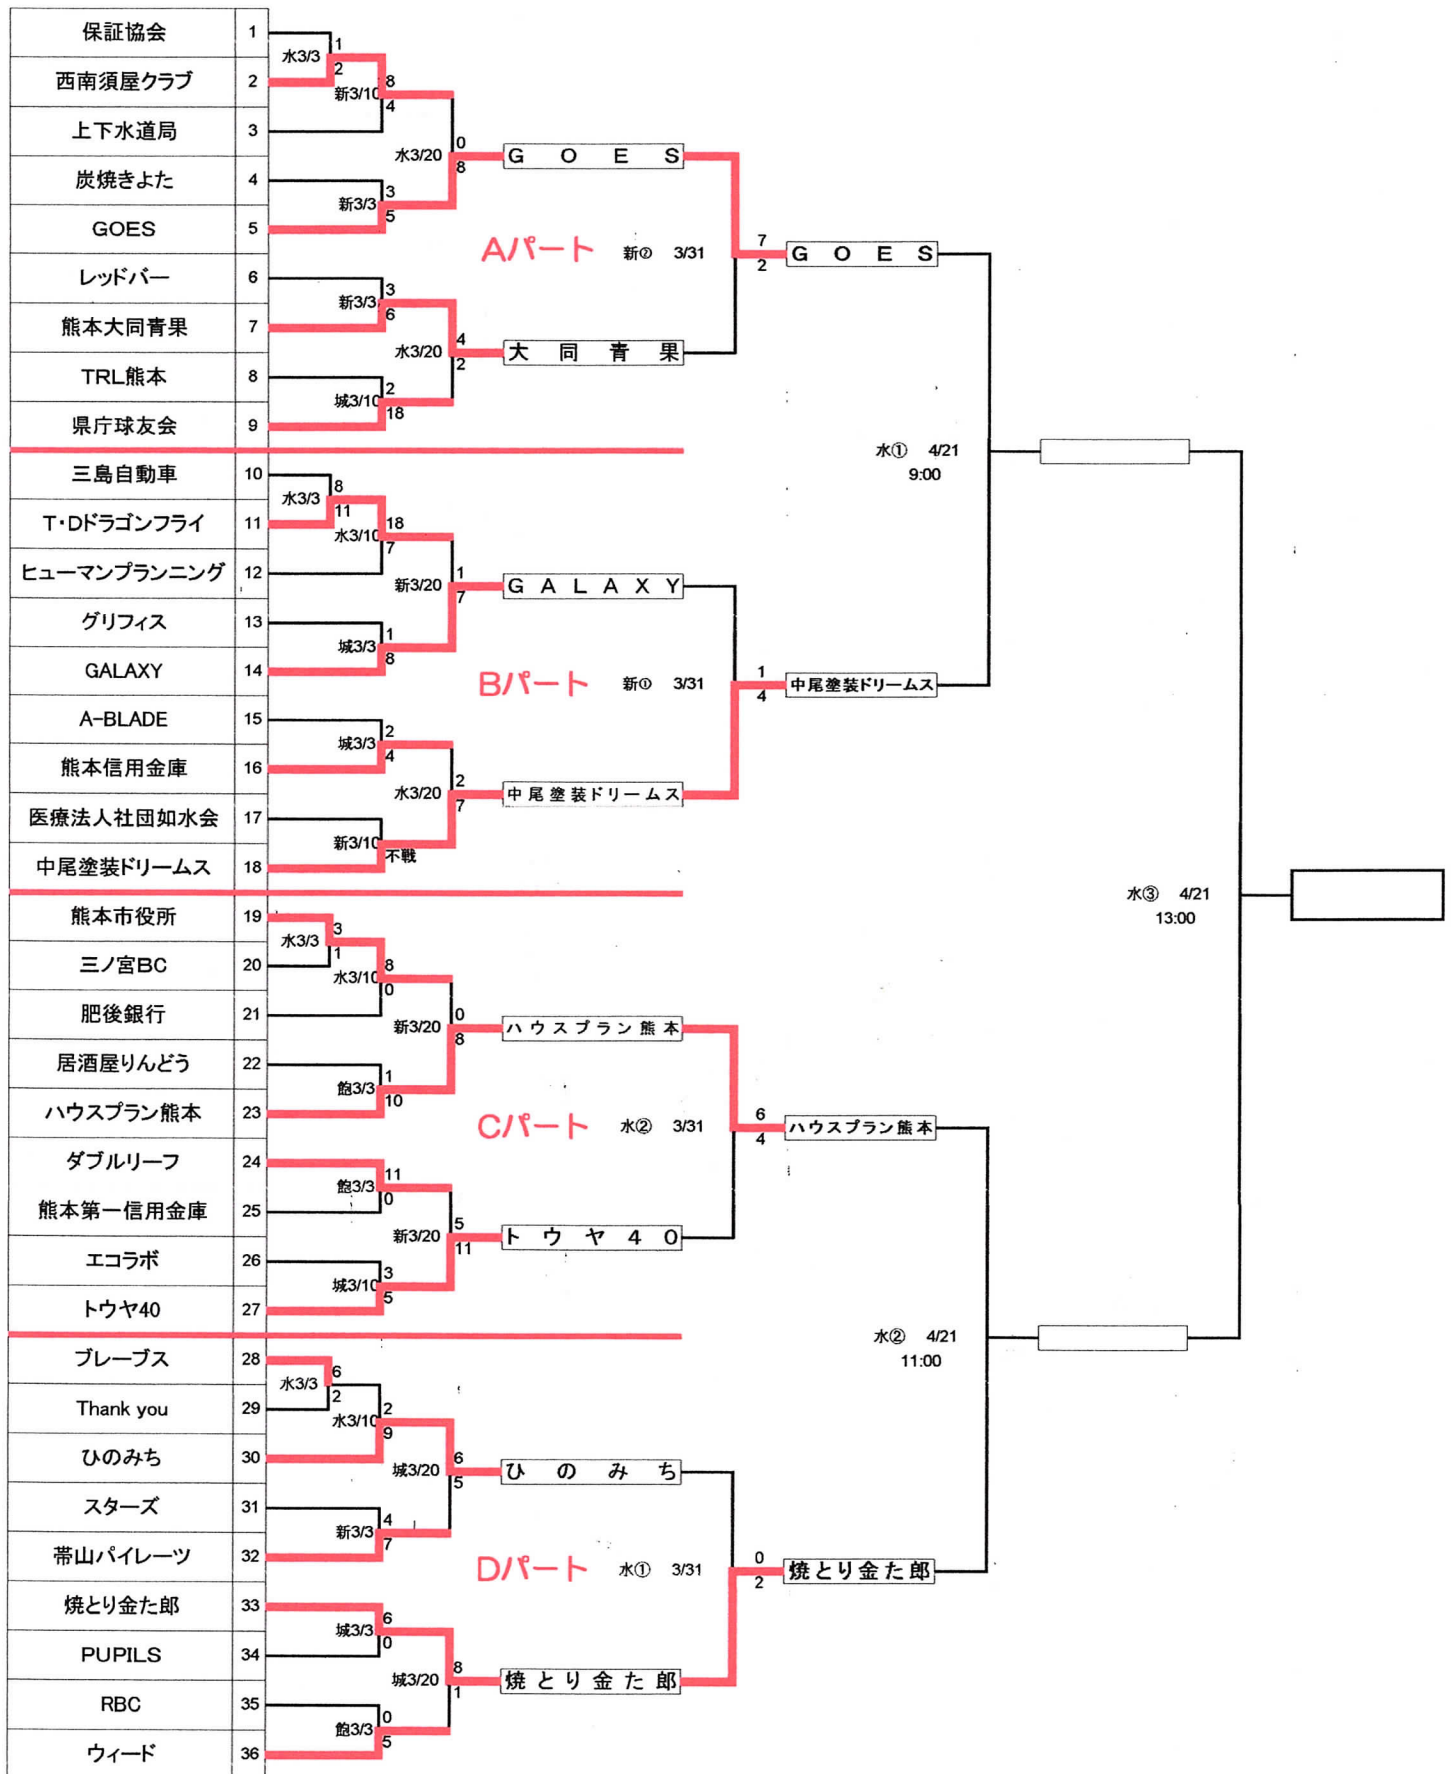 保証協会 1
水3/3 1
2
西南須屋クラブ 2
新3/10 8
4
上下水道局 3
水3/20 0
8
GOES
炭焼きよた 4
新3/3 3
5
GOES 5
Aパート 新② 3/31
7
2
GOES
レッドバー 6
新3/3 3
6
熊本大同青果 7
水3/20 4
2
大同青果
TRL熊本 8
城3/10 2
18
県庁球友会 9
水① 4/21
9:00
三島自動車 10
水3/3 8
11
T・Dドラゴンフライ 11
水3/10 18
7
ヒューマンプランニング 12
新3/20 1
7
GALAXY
グリフィス 13
城3/3 1
8
GALAXY 14
Bパート 新① 3/31
1
4
中尾塗装ドリームス
A-BLADE 15
城3/3 2
4
熊本信用金庫 16
水3/20 2
7
中尾塗装ドリームス
医療法人社団如水会 17
新3/10 不戦
中尾塗装ドリームス 18
水③ 4/21
13:00
熊本市役所 19
水3/3 3
1
三ノ宮BC 20
水3/10 8
0
肥後銀行 21
新3/20 0
8
ハウスプラン熊本
居酒屋りんどう 22
飽3/3 1
10
ハウスプラン熊本 23
Cパート 水② 3/31
6
4
ハウスプラン熊本
ダブルリーフ 24
飽3/3 11
0
熊本第一信用金庫 25
新3/20 5
11
トウヤ40
エコラボ 26
城3/10 3
5
トウヤ40 27
水② 4/21
11:00
ブレーブス 28
水3/3 6
2
Thank you 29
水3/10 2
9
ひのみち 30
城3/20 6
5
ひのみち
スターズ 31
新3/3 4
7
帯山パイレーツ 32
Dパート 水① 3/31
0
2
焼とり金た郎
焼とり金た郎 33
城3/3 6
0
PUPILS 34
城3/20 8
1
焼とり金た郎
RBC 35
飽3/3 0
5
ウィード 36